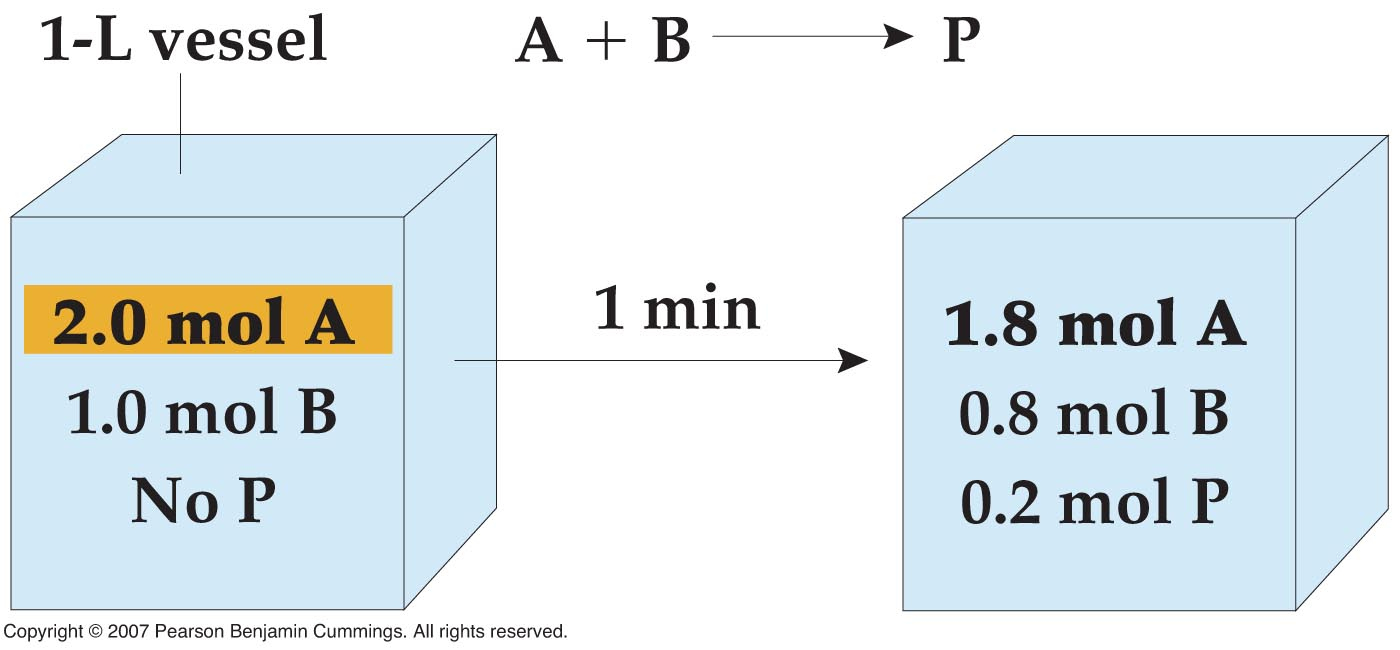 1-L vessel
A + B ⟶ P
2.0 mol A
1.0 mol B
No P
1 min
1.8 mol A
0.8 mol B
0.2 mol P
Copyright © 2007 Pearson Benjamin Cummings. All rights reserved.